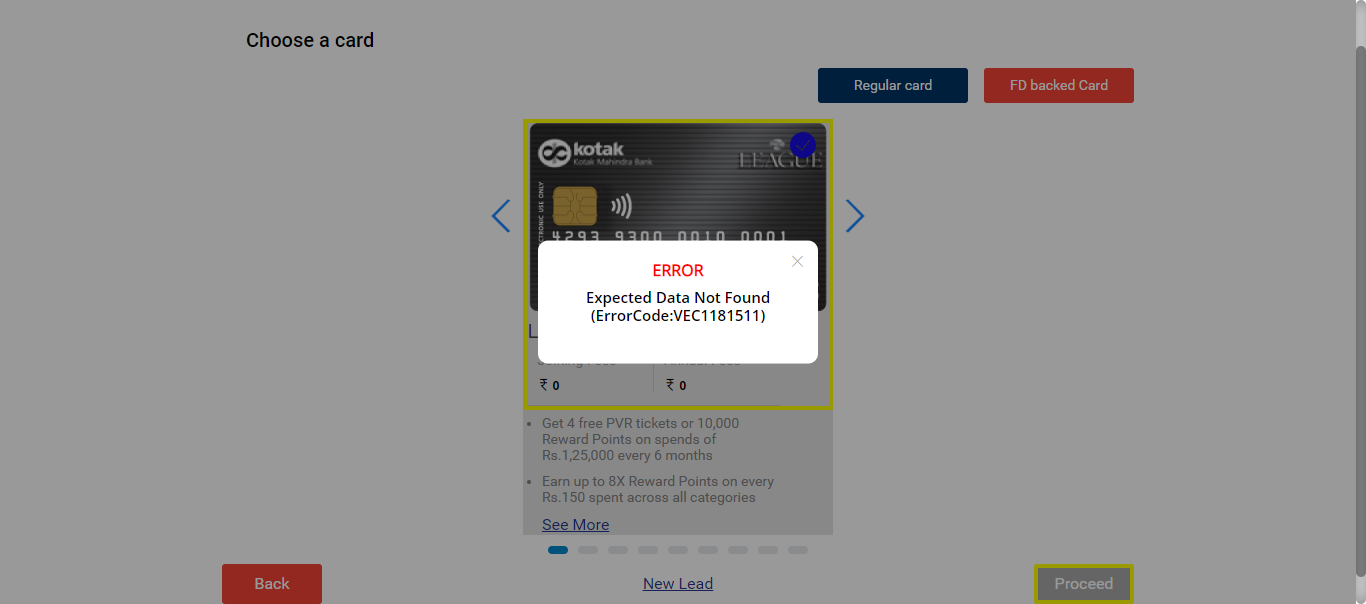 Choose a card
Regular card
FD backed Card
kotak
Kotak Mahindra Bank
LEAGUE
4293 9300 0010 0001
ERROR
Expected Data Not Found
(ErrorCode:VEC1181511)
₹ 0
₹ 0
Get 4 free PVR tickets or 10,000
Reward Points on spends of
Rs.1,25,000 every 6 months
Earn up to 8X Reward Points on every
Rs.150 spent across all categories
See More
Back
New Lead
Proceed